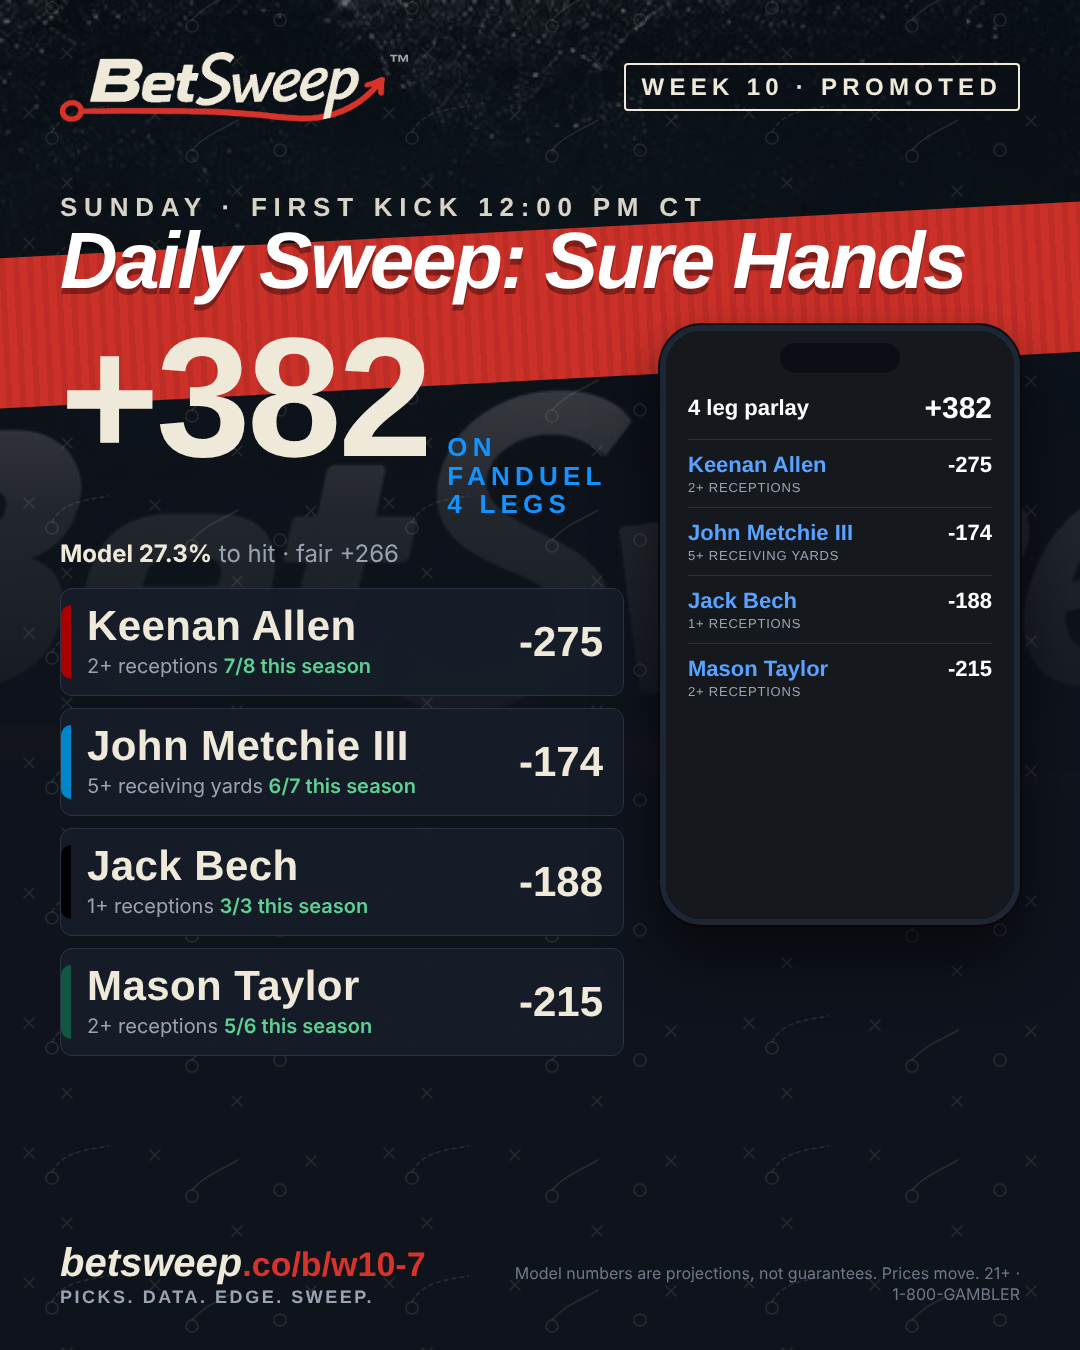 BetSweep™
WEEK 10 · PROMOTED
SUNDAY · FIRST KICK 12:00 PM CT
Daily Sweep: Sure Hands
+382
ON
FANDUEL
4 LEGS
Model 27.3% to hit · fair +266
Keenan Allen
2+ receptions 7/8 this season
-275
John Metchie III
5+ receiving yards 6/7 this season
-174
Jack Bech
1+ receptions 3/3 this season
-188
Mason Taylor
2+ receptions 5/6 this season
-215
4 leg parlay +382
Keenan Allen -275
2+ RECEPTIONS
John Metchie III -174
5+ RECEIVING YARDS
Jack Bech -188
1+ RECEPTIONS
Mason Taylor -215
2+ RECEPTIONS
betsweep.co/b/w10-7
PICKS. DATA. EDGE. SWEEP.
Model numbers are projections, not guarantees. Prices move. 21+ ·
1-800-GAMBLER